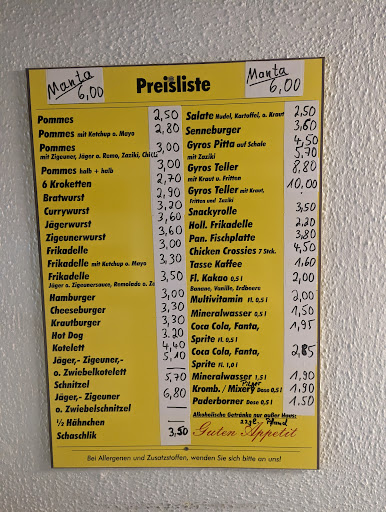 Manta
6,00
Manta
6,00
Preisliste
Pommes 2,50
Pommes mit Ketchup o. Mayo 2,80
Pommes 3,00
mit Zigeuner, Jäger o. Remo, Zaziki,
Pommes halb + halb 3,00
6 Kroketten 2,70
Bratwurst 2,90
Currywurst 3,20
Jägerwurst 3,60
Zigeunerwurst 3,60
Frikadelle 3,00
Frikadelle mit Ketchup o. Mayo 3,30
Frikadelle 3,50
Jäger o. Zigeunersauce, Remolade o.
Hamburger 3,00
Cheeseburger 3,30
Krautburger 3,30
Hot Dog 3.20
Kotelett 4,40
Jäger,- Zigeuner,- 5,10
o. Zwiebelkotelett —
Schnitzel 5,70
Jäger,- Zigeuner 6,80
o. Zwiebelschnitzel —
½ Hähnchen —
Schaschlik 3,50
Salate Nudel, Kartoffel, o. Kraut 2,50
Senneburger 3,60
Gyros Pitta auf Schale 4,50
mit Zaziki 5,70
Gyros Teller 8,80
mit Kraut u. Fritten
Gyros Teller mit Kraut, 10,00
Fritten und Zaziki
Snackyrolle 3,50
Holl. Frikadelle 2.20
Pan. Fischplatte 3,80
Chicken Crossies 7 Stck. 4,50
Tasse Kaffee 1,60
Fl. Kakao 0,5 l 2,00
Banane, Vanille, Erdbeere
Multivitamin Fl. 0,5 l 2,00
Mineralwasser 0,5 l 1,50
Coca Cola, Fanta, 1,95
Sprite Fl. 0,5 l
Coca Cola, Fanta, 2,85
Sprite Fl. 1,0 l
Mineralwasser 1,5 l 1,90
Kromb. / Mixery Dose 0,5 l 1.90
Paderborner Dose 0,5 l 1.50
Alkoholische Getränke nur außer Haus!
zzgl. Pfand
Guten Appetit
Bei Allergenen und Zusatzstoffen, wenden Sie sich bitte an uns!